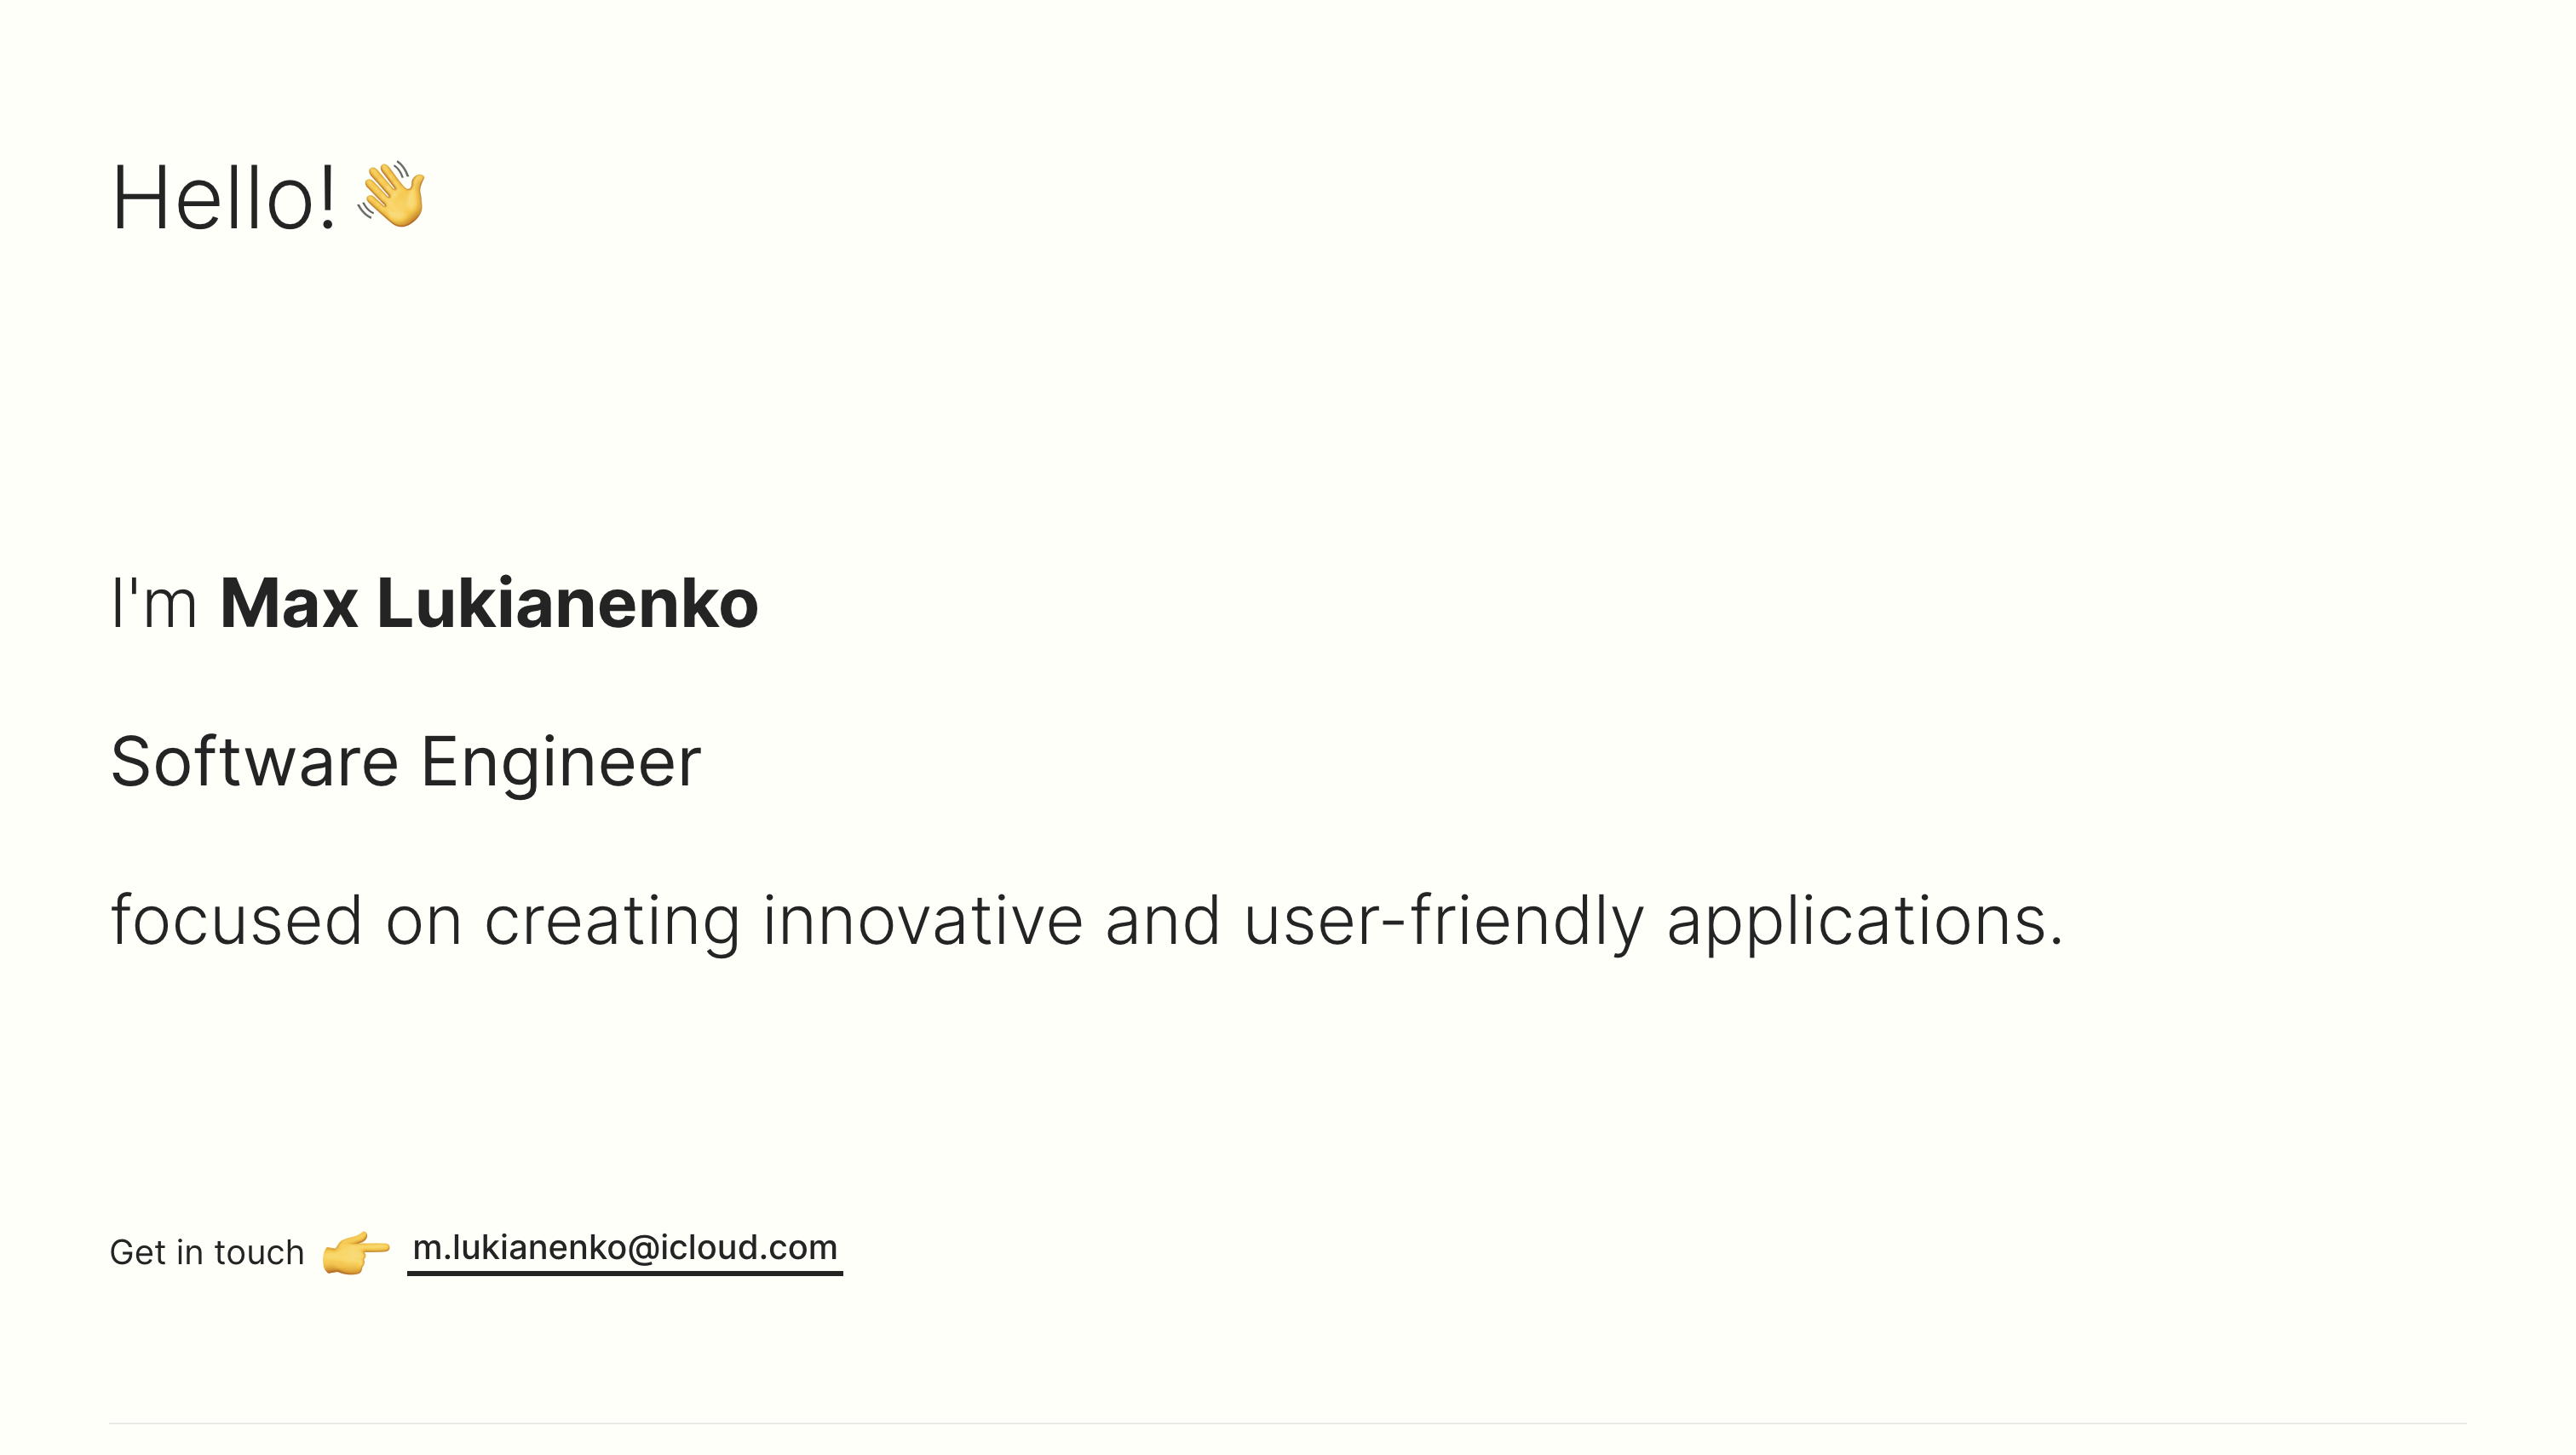 Hello! 👋
I'm Max Lukianenko
Software Engineer
focused on creating innovative and user-friendly applications.
Get in touch 👉 m.lukianenko@icloud.com